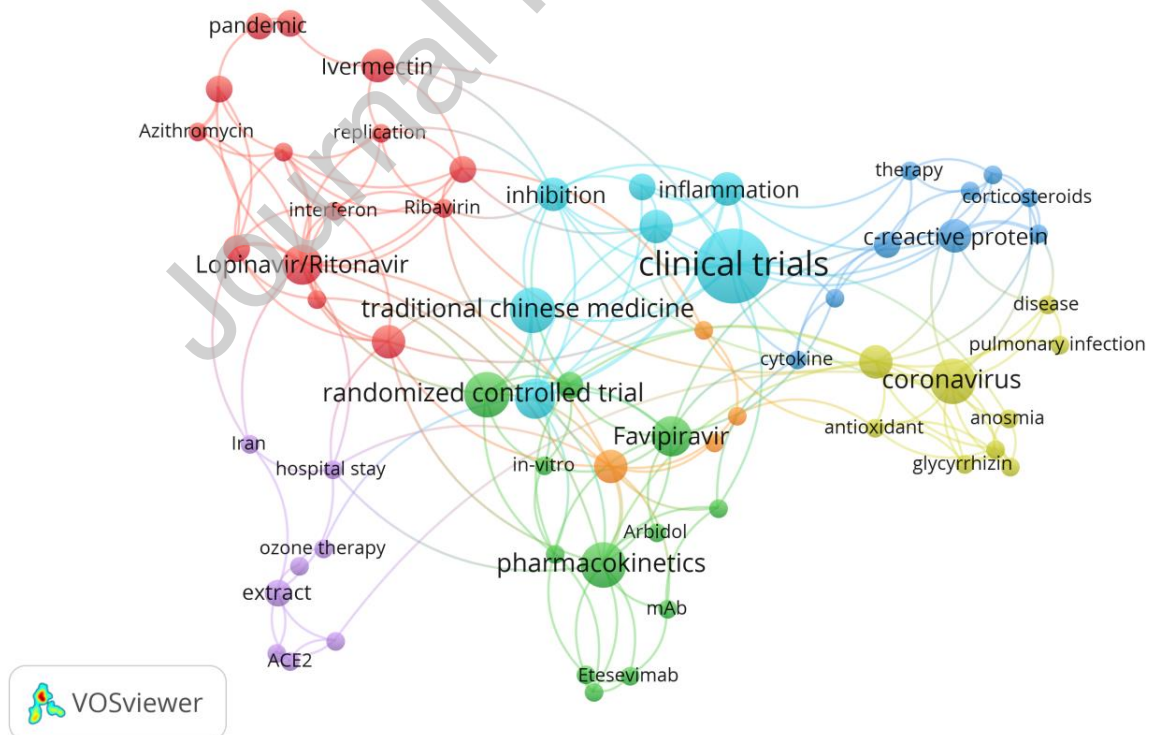 pandemic
Ivermectin
Azithromycin
replication
therapy
inhibition
inflammation
corticosteroids
interferon
Ribavirin
c-reactive protein
Lopinavir/Ritonavir
clinical trials
traditional chinese medicine
disease
pulmonary infection
cytokine
coronavirus
randomized controlled trial
anosmia
antioxidant
Favipiravir
Iran
hospital stay
in-vitro
glycyrrhizin
Arbidol
ozone therapy
pharmacokinetics
extract
mAb
ACE2
Etesevimab
VOSviewer
Journal